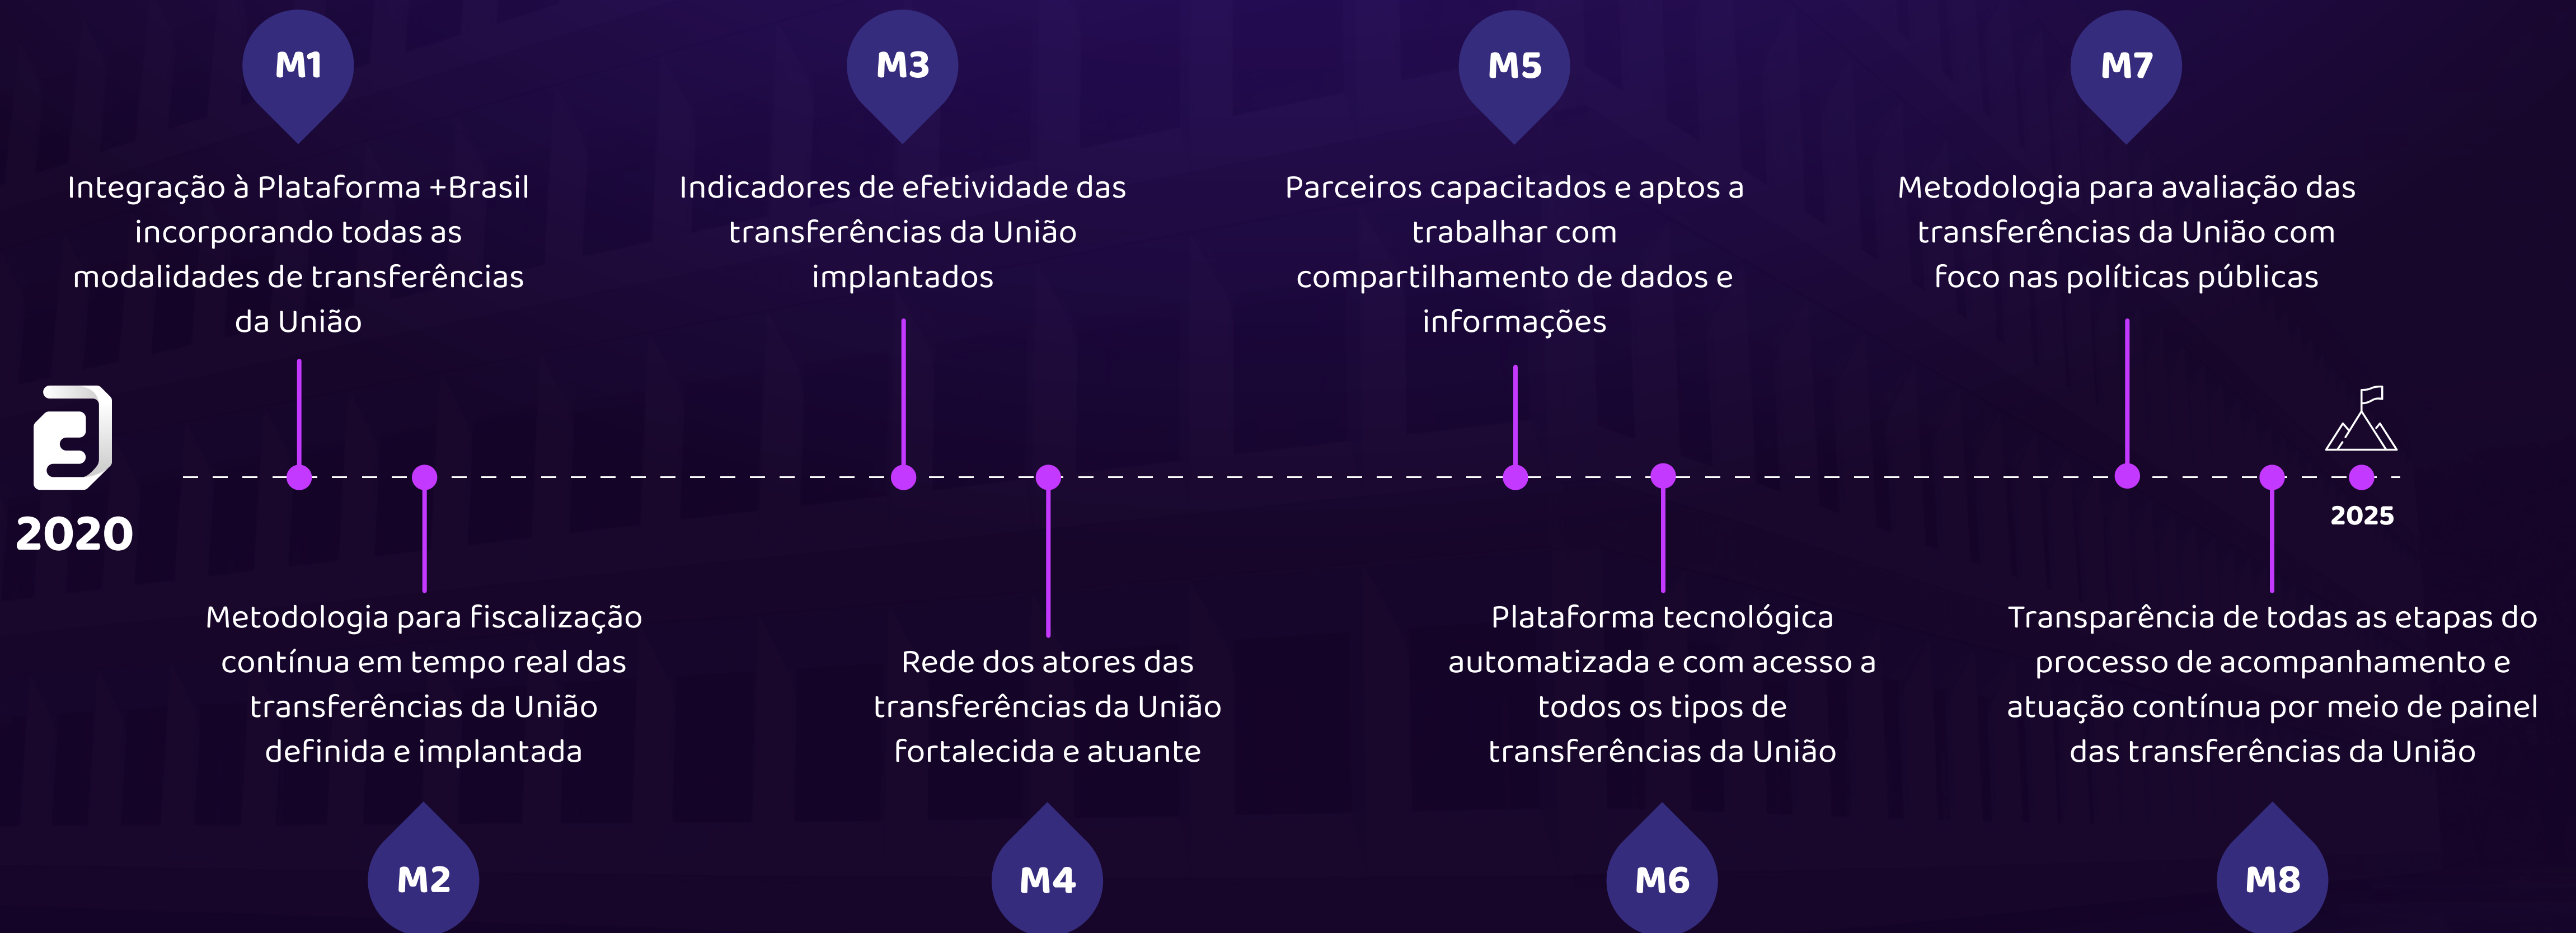 M1
Integração à Plataforma +Brasil
incorporando todas as
modalidades de transferências
da União
M3
Indicadores de efetividade das
transferências da União
implantados
M5
Parceiros capacitados e aptos a
trabalhar com
compartilhamento de dados e
informações
M7
Metodologia para avaliação das
transferências da União com
foco nas políticas públicas
2020
2025
Metodologia para fiscalização
contínua em tempo real das
transferências da União
definida e implantada
M2
Rede dos atores das
transferências da União
fortalecida e atuante
M4
Plataforma tecnológica
automatizada e com acesso a
todos os tipos de
transferências da União
M6
Transparência de todas as etapas do
processo de acompanhamento e
atuação contínua por meio de painel
das transferências da União
M8